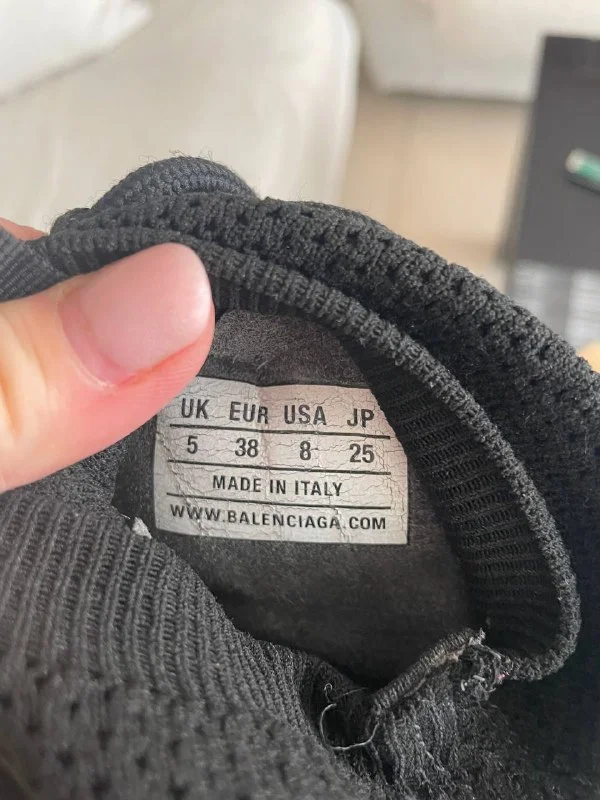 UK EUR USA JP
5 38 8 25
MADE IN ITALY
WWW.BALENCIAGA.COM